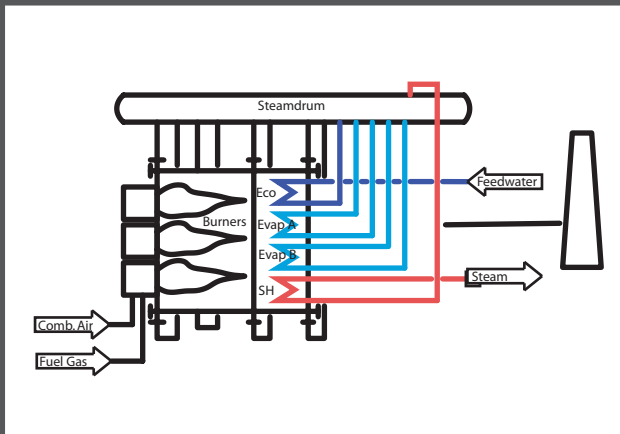 Steamdrum
Eco
Feedwater
Burners
Evap A
Evap B
Steam
SH
Comb. Air
Fuel Gas